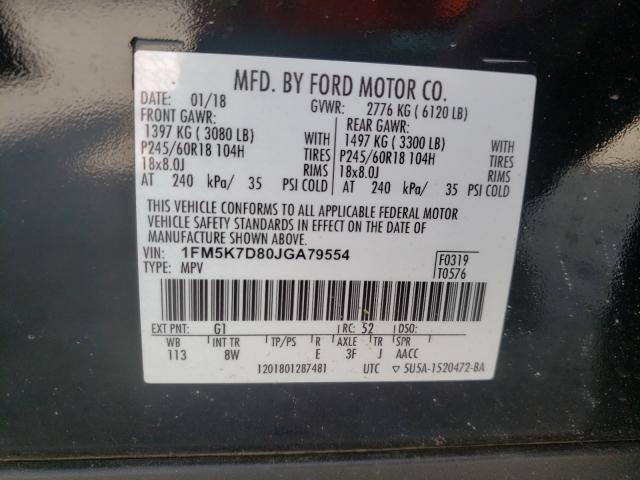 MFD. BY FORD MOTOR CO.
DATE: 01/18 GVWR: 2776 KG ( 6120 LB)
FRONT GAWR: REAR GAWR:
1397 KG ( 3080 LB) WITH 1497 KG ( 3300 LB) WITH
P245/60R18 104H TIRES P245/60R18 104H TIRES
18x8.0J RIMS 18x8.0J RIMS
AT 240 kPa/ 35 PSI COLD AT 240 kPa/ 35 PSI COLD
THIS VEHICLE CONFORMS TO ALL APPLICABLE FEDERAL MOTOR
VEHICLE SAFETY STANDARDS IN EFFECT ON THE DATE OF
MANUFACTURE SHOWN ABOVE.
VIN: 1FM5K7D80JGA79554 F0319
TYPE: MPV T0576
EXT PNT: G1 RC: 52 DSO:
WB INT TR TP/PS R AXLE TR SPR
113 8W E 3F J AACC
1201801287481 UTC ▽ 5U5A-1520472-BA